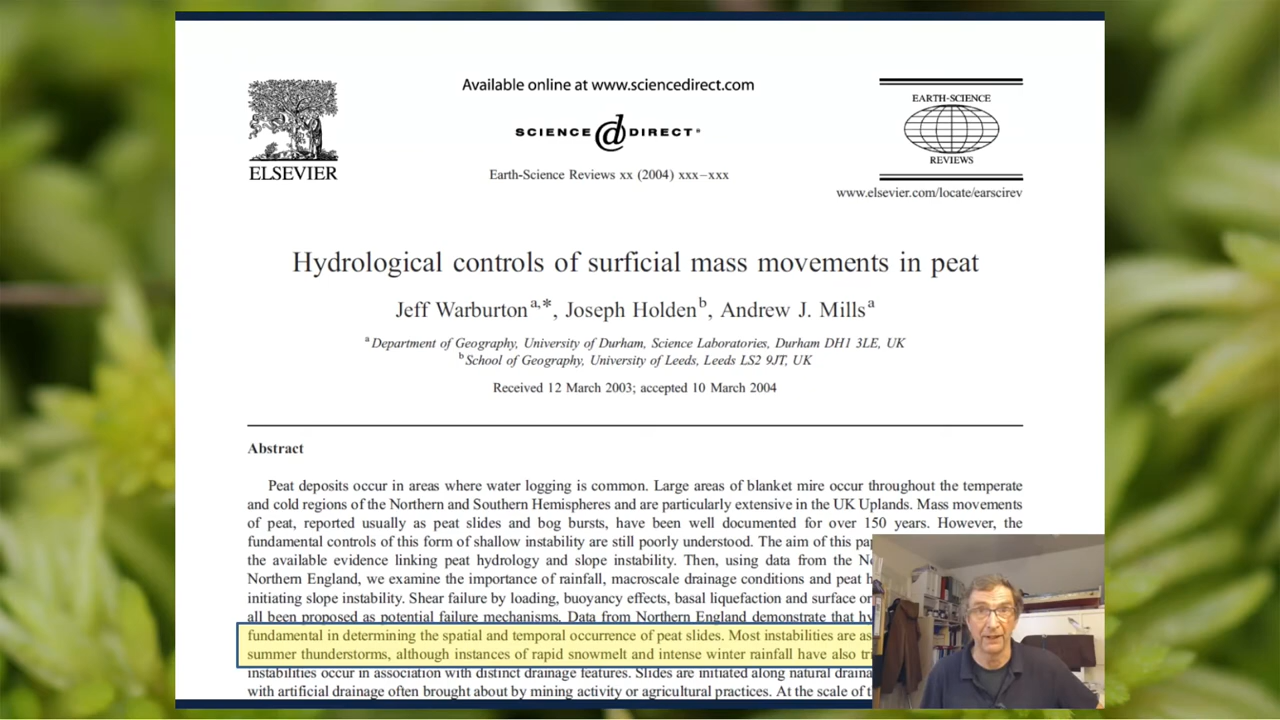 Available online at www.sciencedirect.com
SCIENCE DIRECT®
ELSEVIER
EARTH-SCIENCE
REVIEWS
Earth-Science Reviews xx (2004) xxx–xxx
www.elsevier.com/locate/earscirev
Hydrological controls of surficial mass movements in peat
Jeff Warburton a,*, Joseph Holden b, Andrew J. Mills a
a Department of Geography, University of Durham, Science Laboratories, Durham DH1 3LE, UK
b School of Geography, University of Leeds, Leeds LS2 9JT, UK
Received 12 March 2003; accepted 10 March 2004
Abstract
Peat deposits occur in areas where water logging is common. Large areas of blanket mire occur throughout the temperate
and cold regions of the Northern and Southern Hemispheres and are particularly extensive in the UK Uplands. Mass movements
of peat, reported usually as peat slides and bog bursts, have been well documented for over 150 years. However, the
fundamental controls of this form of shallow instability are still poorly understood. The aim of this
the available evidence linking peat hydrology and slope instability. Then, using data from the
Northern England, we examine the importance of rainfall, macroscale drainage conditions and peat
initiating slope instability. Shear failure by loading, buoyancy effects, basal liquefaction and surface
all been proposed as potential failure mechanisms. Data from Northern England demonstrate that
fundamental in determining the spatial and temporal occurrence of peat slides. Most instabilities are
summer thunderstorms, although instances of rapid snowmelt and intense winter rainfall have also
instabilities occur in association with distinct drainage features. Slides are initiated along natural
with artificial drainage often brought about by mining activity or agricultural practices. At the scale of